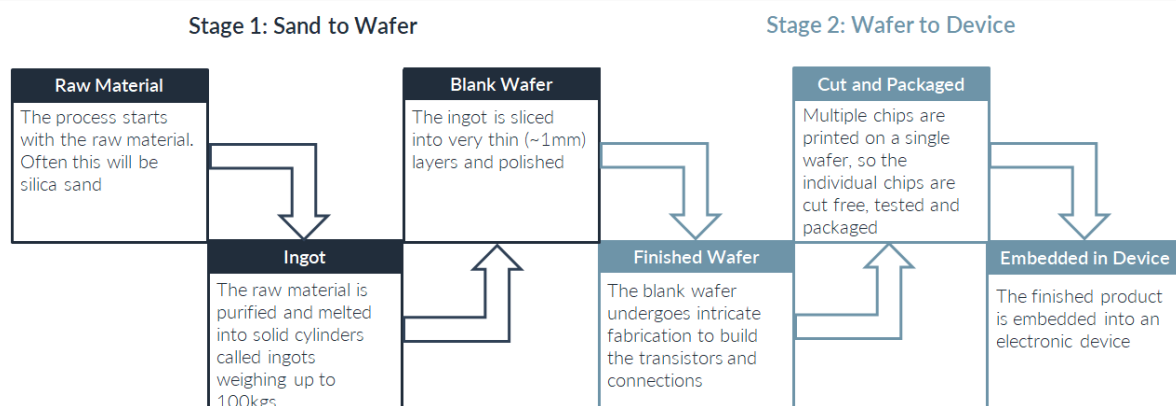 Stage 1: Sand to Wafer
Stage 2: Wafer to Device
Raw Material
The process starts
with the raw material.
Often this will be
silica sand
Ingot
The raw material is
purified and melted
into solid cylinders
called ingots
weighing up to
100kgs
Blank Wafer
The ingot is sliced
into very thin (~1mm)
layers and polished
Finished Wafer
The blank wafer
undergoes intricate
fabrication to build
the transistors and
connections
Cut and Packaged
Multiple chips are
printed on a single
wafer, so the
individual chips are
cut free, tested and
packaged
Embedded in Device
The finished product
is embedded into an
electronic device